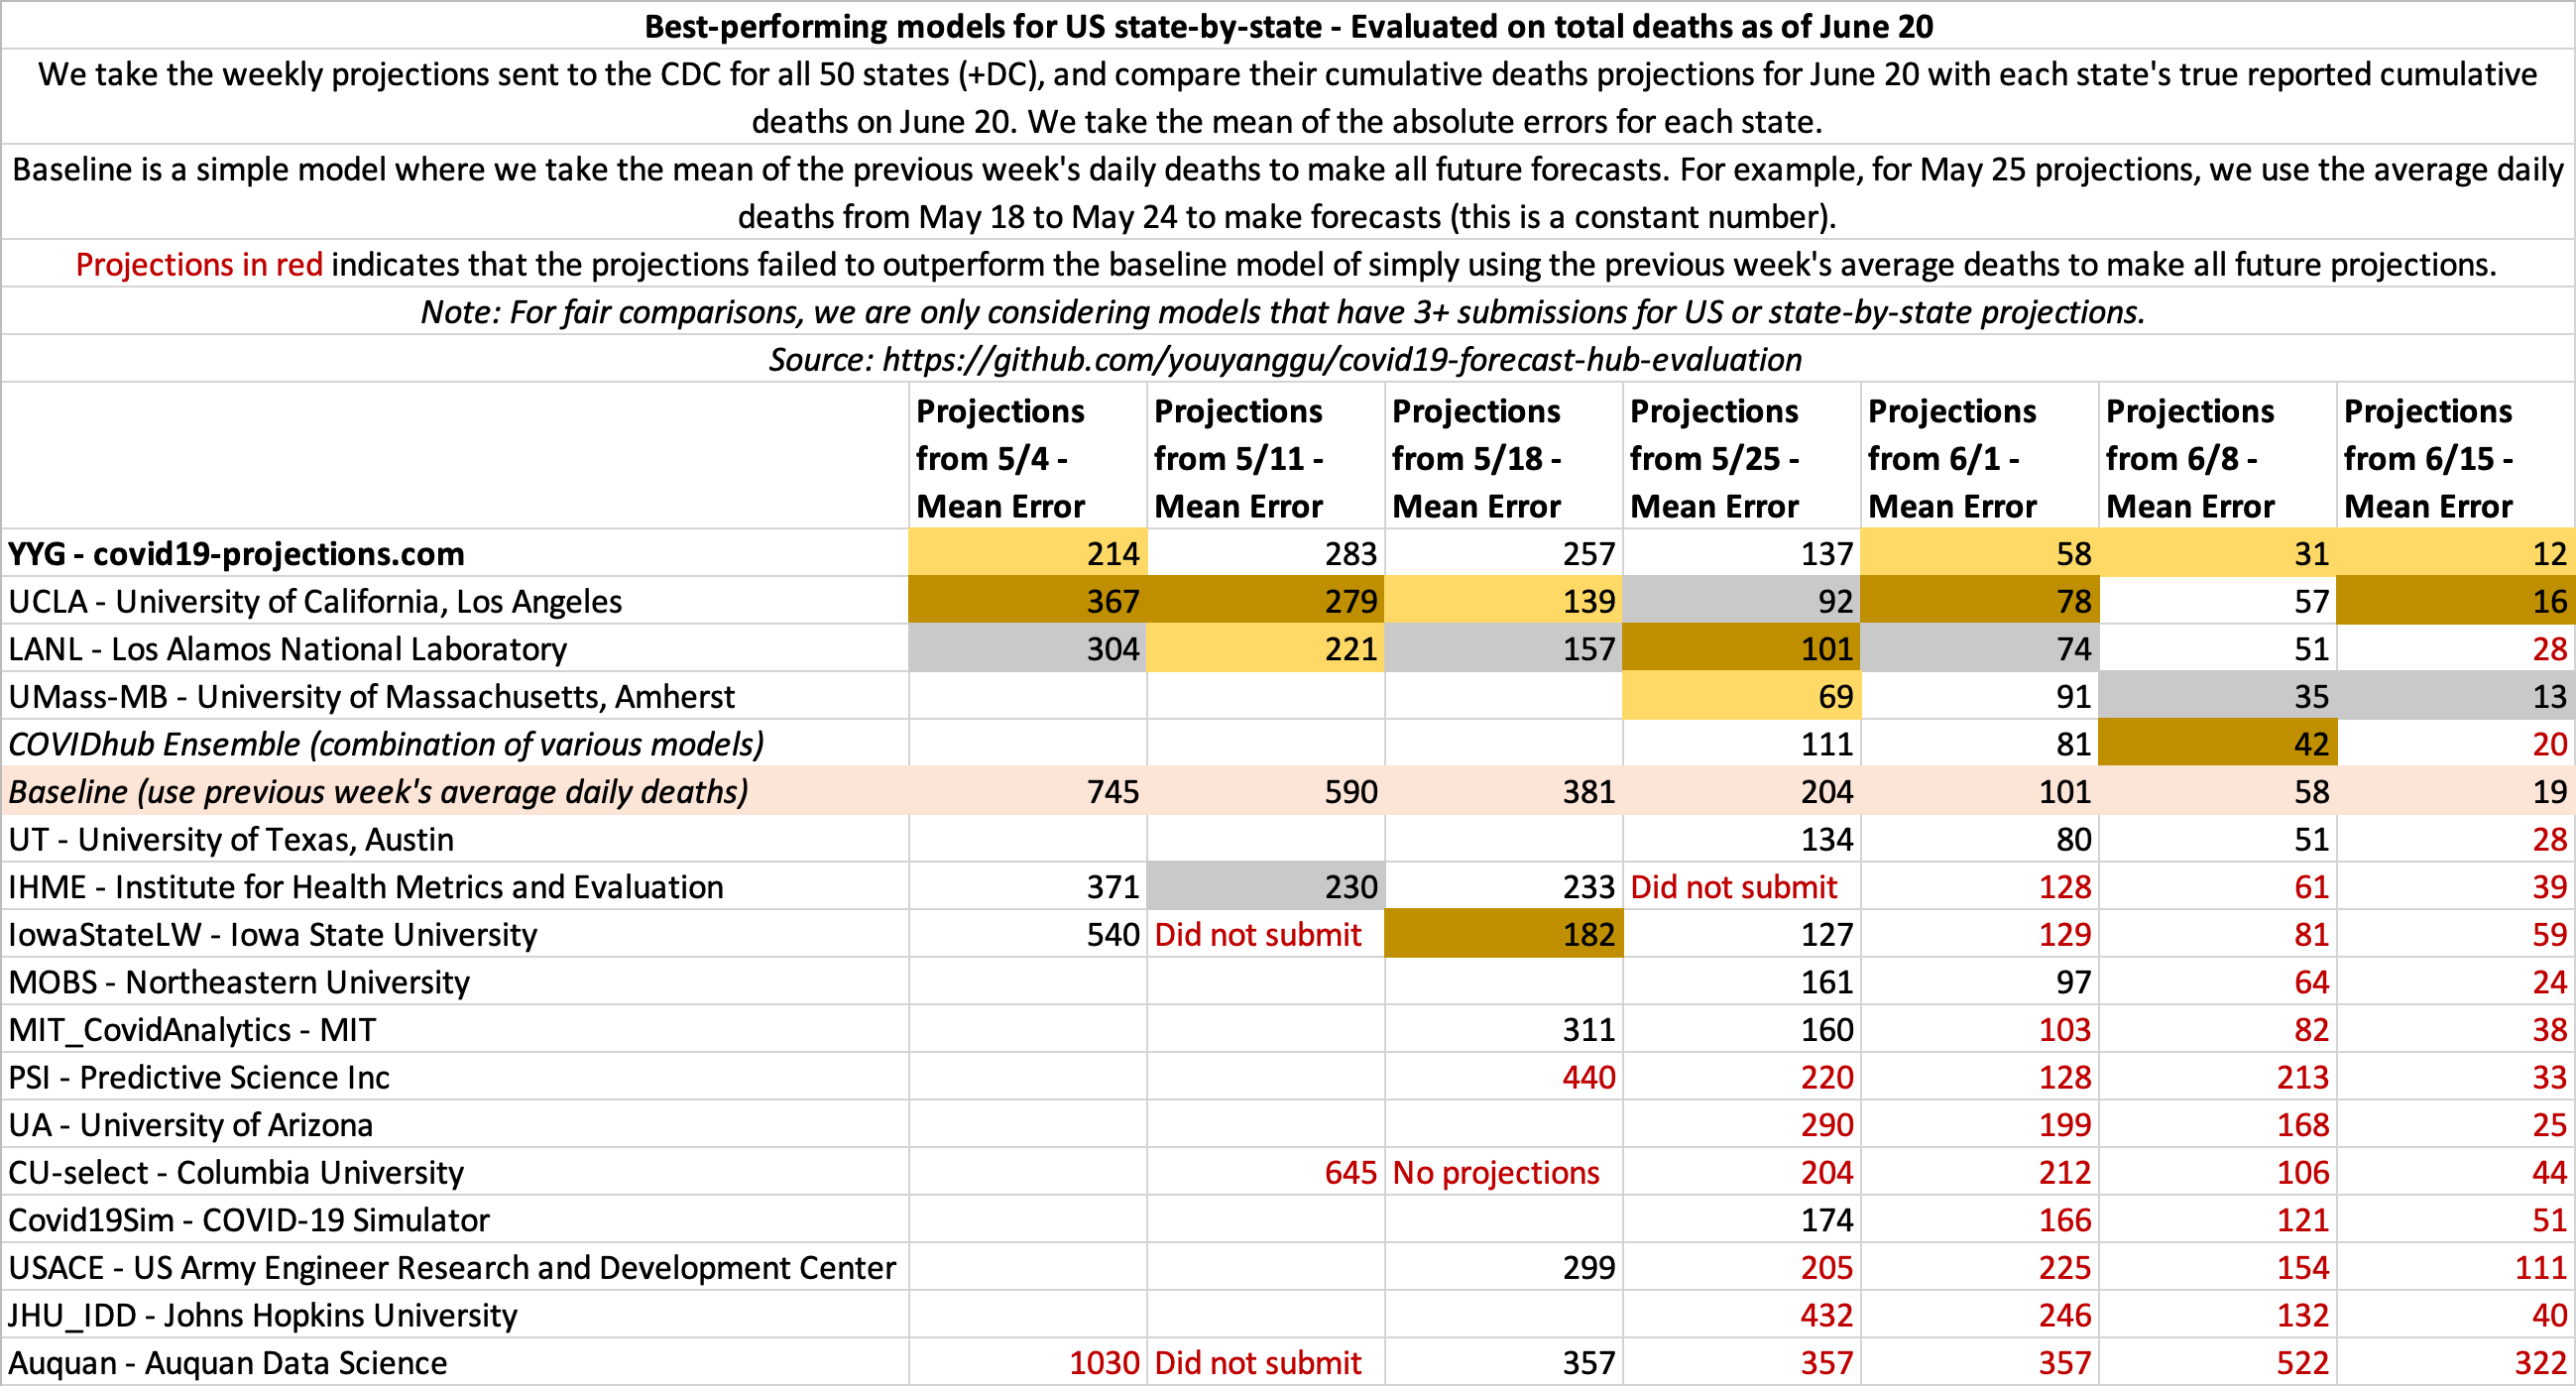 Best-performing models for US state-by-state - Evaluated on total deaths as of June 20
We take the weekly projections sent to the CDC for all 50 states (+DC), and compare their cumulative deaths projections for June 20 with each state's true reported cumulative
deaths on June 20. We take the mean of the absolute errors for each state.
Baseline is a simple model where we take the mean of the previous week's daily deaths to make all future forecasts. For example, for May 25 projections, we use the average daily
deaths from May 18 to May 24 to make forecasts (this is a constant number).
Projections in red indicates that the projections failed to outperform the baseline model of simply using the previous week's average deaths to make all future projections.
Note: For fair comparisons, we are only considering models that have 3+ submissions for US or state-by-state projections.
Source: https://github.com/youyanggu/covid19-forecast-hub-evaluation
Projections Projections Projections Projections Projections Projections Projections
from 5/4 - from 5/11 - from 5/18 - from 5/25 - from 6/1 - from 6/8 - from 6/15 -
Mean Error Mean Error Mean Error Mean Error Mean Error Mean Error Mean Error
YYG - covid19-projections.com 214 283 257 137 58 31 12
UCLA - University of California, Los Angeles 367 279 139 92 78 57 16
LANL - Los Alamos National Laboratory 304 221 157 101 74 51 28
UMass-MB - University of Massachusetts, Amherst 69 91 35 13
COVIDhub Ensemble (combination of various models) 111 81 42 20
Baseline (use previous week's average daily deaths) 745 590 381 204 101 58 19
UT - University of Texas, Austin 134 80 51 28
IHME - Institute for Health Metrics and Evaluation 371 230 233 Did not submit 128 61 39
IowaStateLW - Iowa State University 540 Did not submit 182 127 129 81 59
MOBS - Northeastern University 161 97 64 24
MIT_CovidAnalytics - MIT 311 160 103 82 38
PSI - Predictive Science Inc 440 220 128 213 33
UA - University of Arizona 290 199 168 25
CU-select - Columbia University 645 No projections 204 212 106 44
Covid19Sim - COVID-19 Simulator 174 166 121 51
USACE - US Army Engineer Research and Development Center 299 205 225 154 111
JHU_IDD - Johns Hopkins University 432 246 132 40
Auquan - Auquan Data Science 1030 Did not submit 357 357 357 522 322